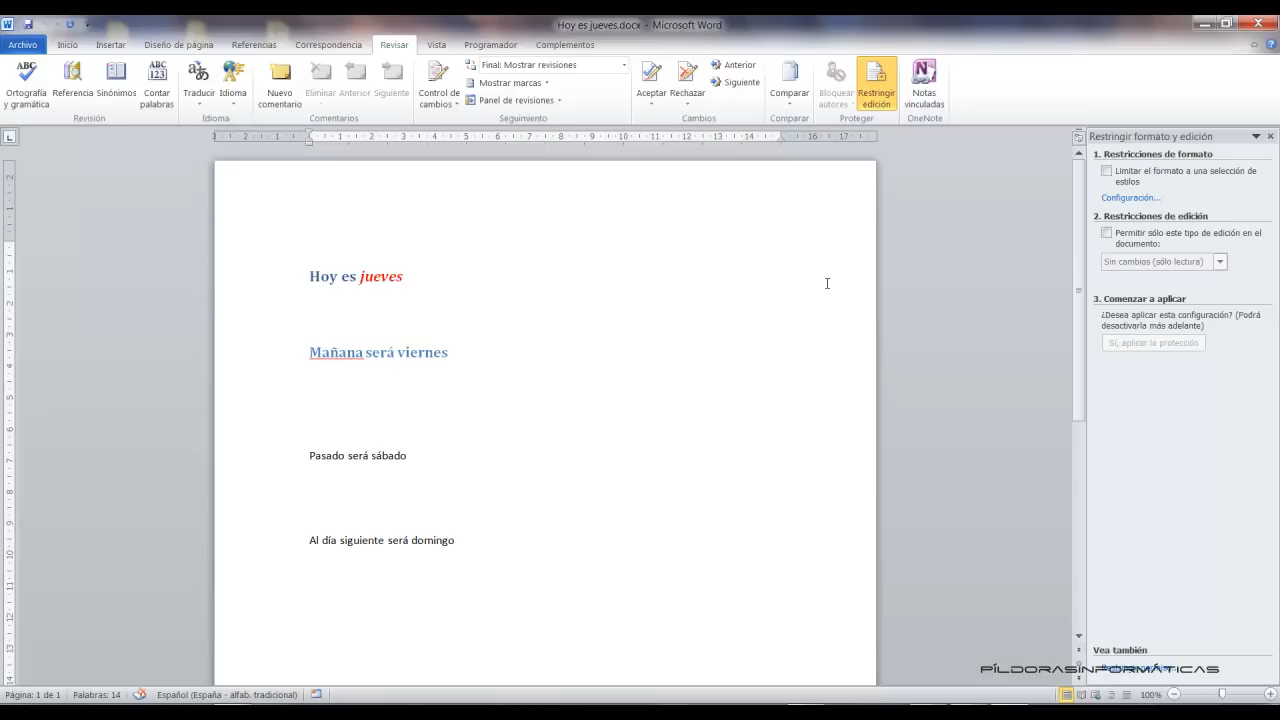 Hoy es jueves.docx - Microsoft Word
Archivo Inicio Insertar Diseño de página Referencias Correspondencia Revisar Vista Programador Complementos
Ortografía y gramática
Referencia
Sinónimos
Contar palabras
Revisión
Traducir
Idioma
Idioma
Nuevo comentario
Eliminar
Anterior
Siguiente
Comentarios
Control de cambios
Final: Mostrar revisiones
Mostrar marcas
Panel de revisiones
Seguimiento
Aceptar
Rechazar
Anterior
Siguiente
Cambios
Comparar
Comparar
Bloquear autores
Restringir edición
Proteger
Notas vinculadas
OneNote
Restringir formato y edición
1. Restricciones de formato
Limitar el formato a una selección de
estilos
Configuración...
2. Restricciones de edición
Permitir sólo este tipo de edición en el
documento:
Sin cambios (sólo lectura)
3. Comenzar a aplicar
¿Desea aplicar esta configuración? (Podrá
desactivarla más adelante)
Sí, aplicar la protección
Hoy es jueves
Mañana será viernes
Pasado será sábado
Al día siguiente será domingo
Vea también
PÍLDORASINFORMÁTICAS
Página: 1 de 1 Palabras: 14 Español (España - alfab. tradicional) 100%